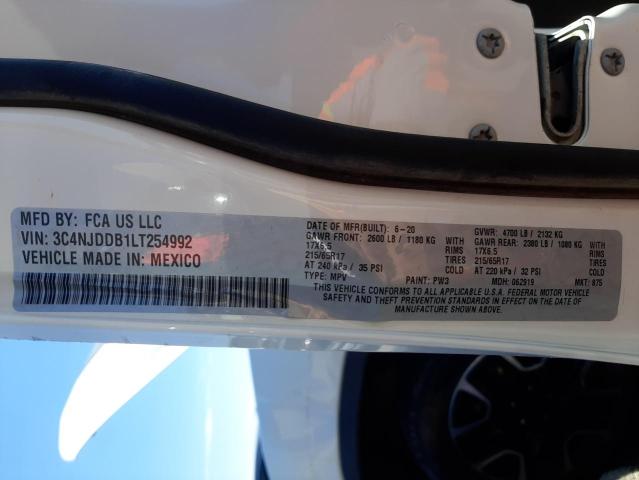 MFD BY: FCA US LLC
VIN: 3C4NJDDB1LT254992
VEHICLE MADE IN: MEXICO
DATE OF MFR(BUILT): 6-20 GVWR: 4700 LB / 2132 KG
GAWR FRONT: 2600 LB / 1180 KG WITH GAWR REAR: 2380 LB / 1080 KG WITH
17X6.5 RIMS 17X6.5 RIMS
215/65R17 TIRES 215/65R17 TIRES
AT 240 kPa / 35 PSI COLD AT 220 kPa / 32 PSI COLD
TYPE: MPV PAINT: PW3 MDH: 062919 MKT: 875
THIS VEHICLE CONFORMS TO ALL APPLICABLE U.S.A. FEDERAL MOTOR VEHICLE
SAFETY AND THEFT PREVENTION STANDARDS IN EFFECT ON THE DATE OF
MANUFACTURE SHOWN ABOVE.